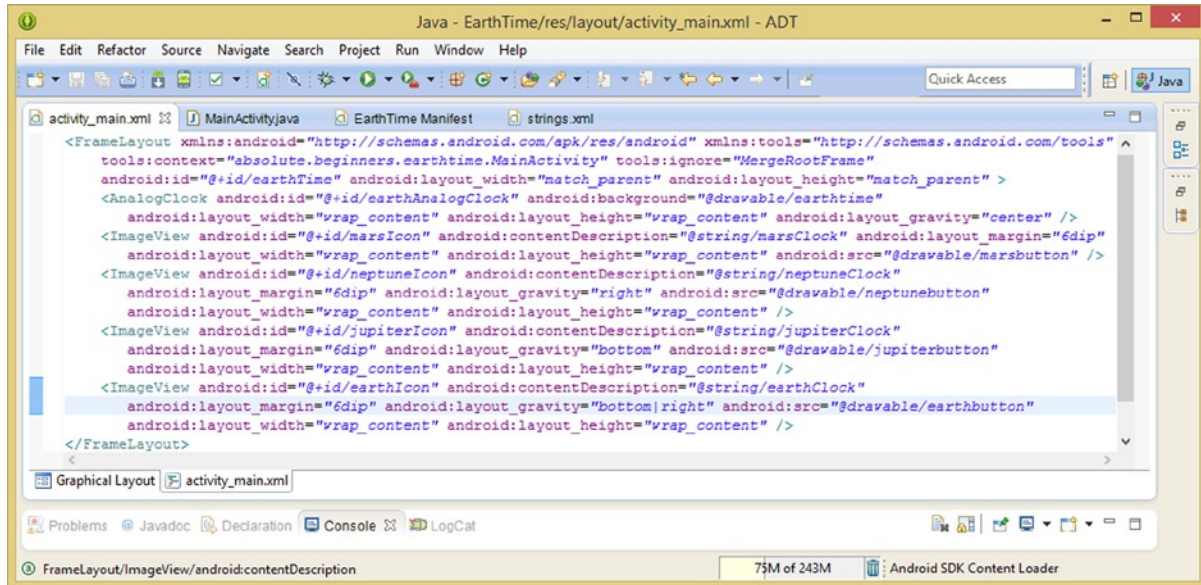 Java - EarthTime/res/layout/activity_main.xml - ADT
File Edit Refactor Source Navigate Search Project Run Window Help
Quick Access
Java
activity_main.xml
MainActivity.java
EarthTime Manifest
strings.xml
<FrameLayout xmlns:android="http://schemas.android.com/apk/res/android" xmlns:tools="http://schemas.android.com/tools"
tools:context="absolute.beginners.earthtime.MainActivity" tools:ignore="MergeRootFrame"
android:id="@+id/earthTime" android:layout_width="match_parent" android:layout_height="match_parent" >
<AnalogClock android:id="@+id/earthAnalogClock" android:background="@drawable/earthtime"
android:layout_width="wrap_content" android:layout_height="wrap_content" android:layout_gravity="center" />
<ImageView android:id="@+id/marsIcon" android:contentDescription="@string/marsClock" android:layout_margin="6dip"
android:layout_width="wrap_content" android:layout_height="wrap_content" android:src="@drawable/marsbutton" />
<ImageView android:id="@+id/neptuneIcon" android:contentDescription="@string/neptuneClock"
android:layout_margin="6dip" android:layout_gravity="right" android:src="@drawable/neptunebutton"
android:layout_width="wrap_content" android:layout_height="wrap_content" />
<ImageView android:id="@+id/jupiterIcon" android:contentDescription="@string/jupiterClock"
android:layout_margin="6dip" android:layout_gravity="bottom" android:src="@drawable/jupiterbutton"
android:layout_width="wrap_content" android:layout_height="wrap_content" />
<ImageView android:id="@+id/earthIcon" android:contentDescription="@string/earthClock"
android:layout_margin="6dip" android:layout_gravity="bottom|right" android:src="@drawable/earthbutton"
android:layout_width="wrap_content" android:layout_height="wrap_content" />
</FrameLayout>
Graphical Layout
activity_main.xml
Problems @ Javadoc Declaration Console LogCat
FrameLayout/ImageView/android:contentDescription
75M of 243M
Android SDK Content Loader